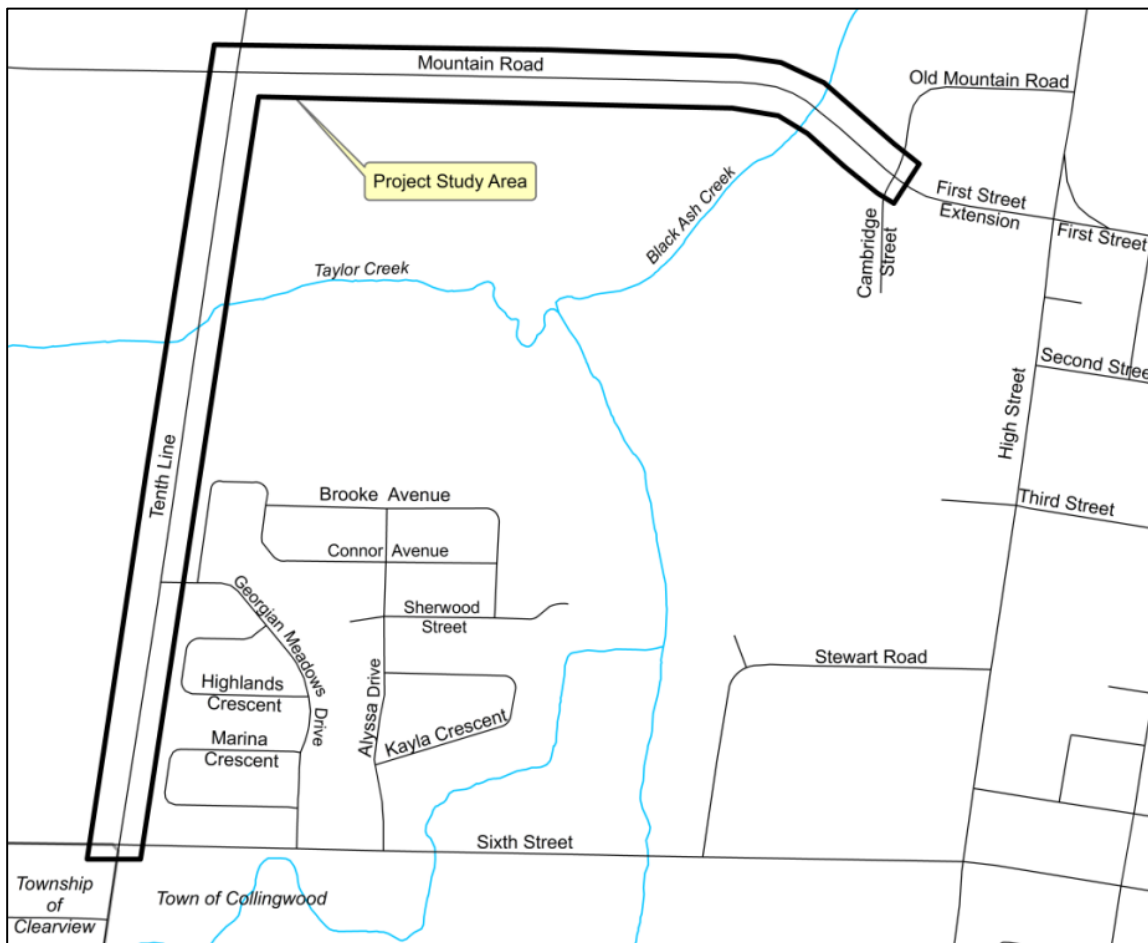 Mountain Road
Old Mountain Road
Project Study Area
First Street
Extension
First Street
Black Ash Creek
Cambridge
Street
Taylor Creek
Second Stree
High Street
Tenth Line
Brooke Avenue
Third Street
Connor Avenue
Georgian Meadows
Drive
Sherwood
Street
Stewart Road
Highlands
Crescent
Alyssa Drive
Kayla Crescent
Marina
Crescent
Sixth Street
Township
of
Clearview
Town of Collingwood